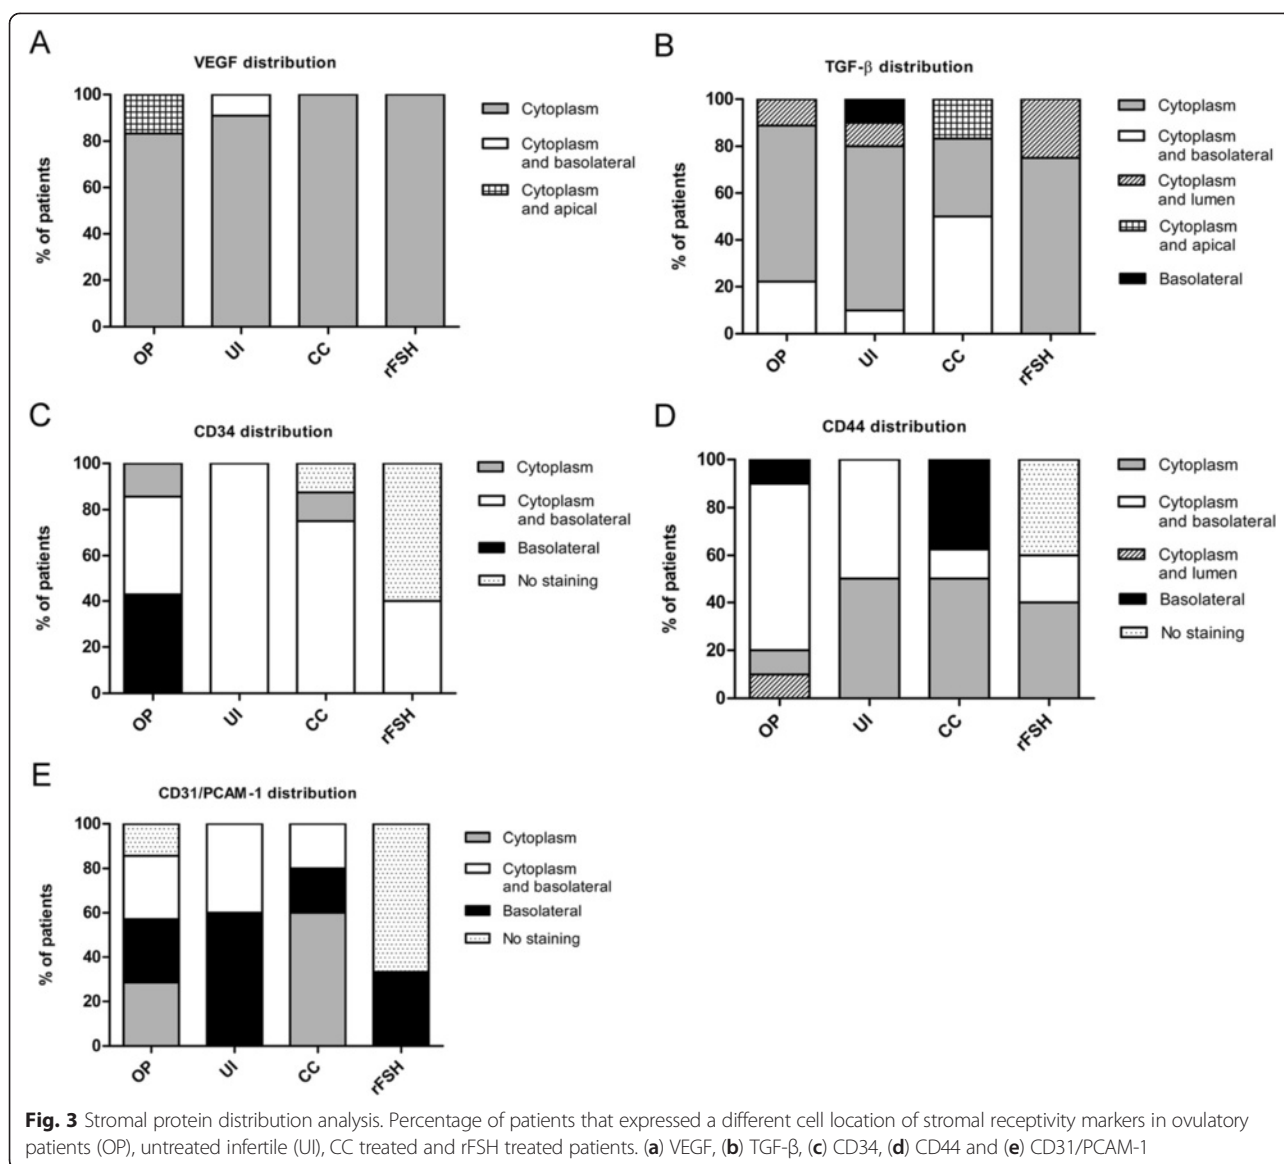 A
VEGF distribution
% of patients
100
80
60
40
20
0
OP
UI
CC
rFSH
Cytoplasm
Cytoplasm
and basolateral
Cytoplasm
and apical
B
TGF-β distribution
% of patients
100
80
60
40
20
0
OP
UI
CC
rFSH
Cytoplasm
Cytoplasm
and basolateral
Cytoplasm
and lumen
Cytoplasm
and apical
Basolateral
C
CD34 distribution
% of patients
100
80
60
40
20
0
OP
UI
CC
rFSH
Cytoplasm
Cytoplasm
and basolateral
Basolateral
No staining
D
CD44 distribution
% of patients
100
80
60
40
20
0
OP
UI
CC
rFSH
Cytoplasm
Cytoplasm
and basolateral
Cytoplasm
and lumen
Basolateral
No staining
E
CD31/PCAM-1 distribution
% of patients
100
80
60
40
20
0
OP
UI
CC
rFSH
Cytoplasm
Cytoplasm
and basolateral
Basolateral
No staining
Fig. 3 Stromal protein distribution analysis. Percentage of patients that expressed a different cell location of stromal receptivity markers in ovulatory
patients (OP), untreated infertile (UI), CC treated and rFSH treated patients. (a) VEGF, (b) TGF-β, (c) CD34, (d) CD44 and (e) CD31/PCAM-1